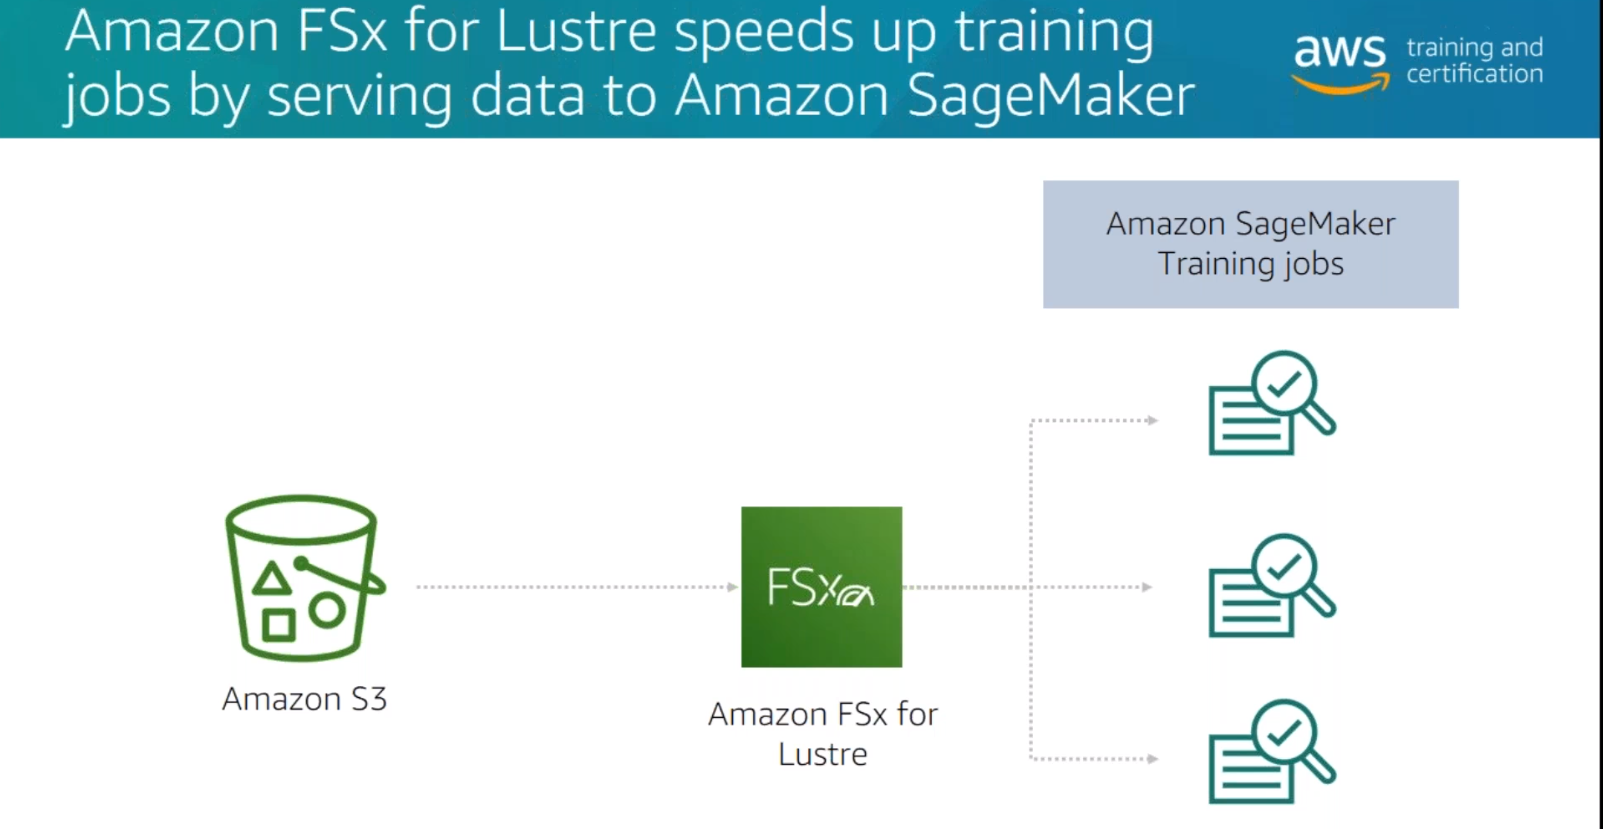 Amazon FSx for Lustre speeds up training
jobs by serving data to Amazon SageMaker
aws training and
certification
Amazon SageMaker
Training jobs
FSx
Amazon S3
Amazon FSx for
Lustre